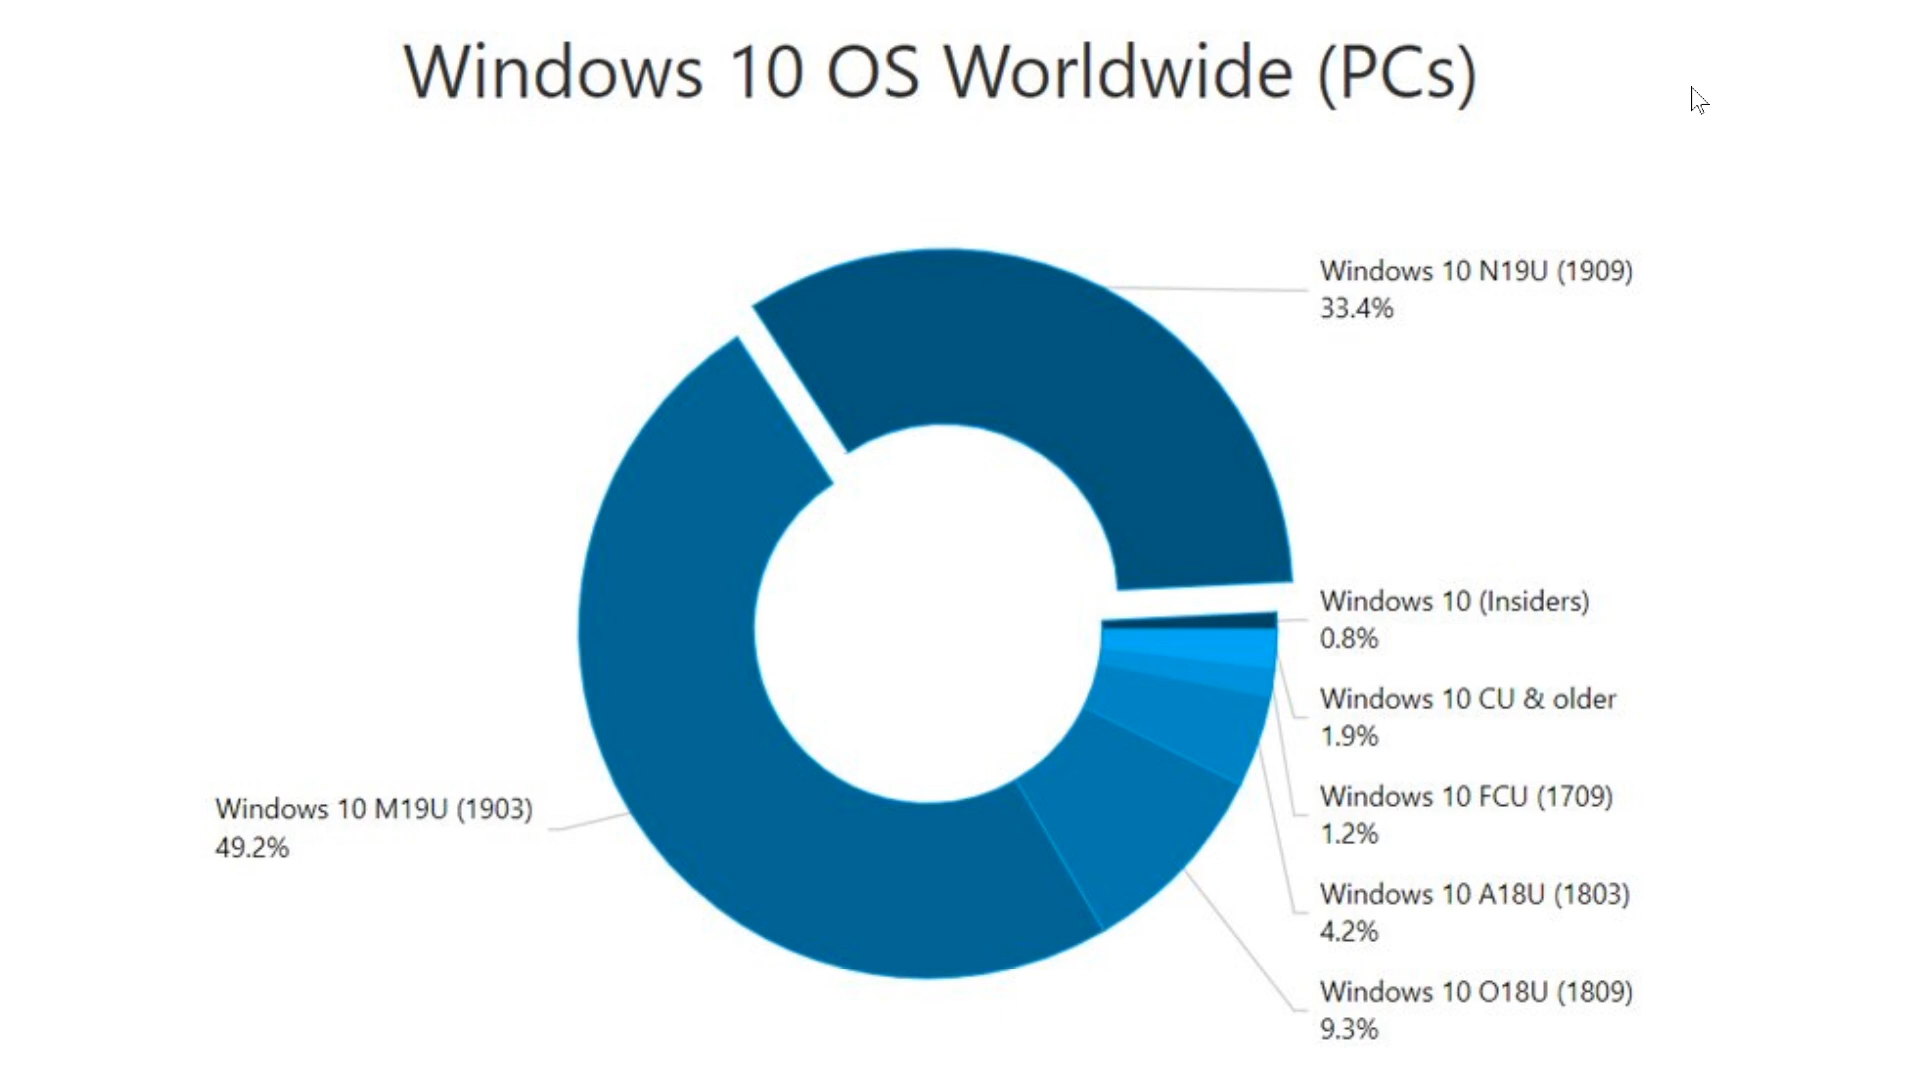 Windows 10 OS Worldwide (PCs)
Windows 10 N19U (1909)
33.4%
Windows 10 (Insiders)
0.8%
Windows 10 CU & older
1.9%
Windows 10 FCU (1709)
1.2%
Windows 10 A18U (1803)
4.2%
Windows 10 O18U (1809)
9.3%
Windows 10 M19U (1903)
49.2%